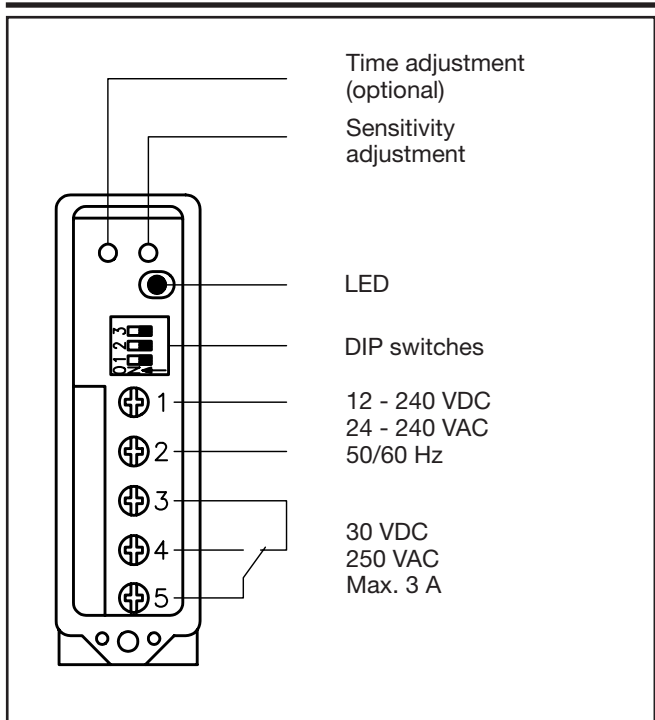 Time adjustment
(optional)
Sensitivity
adjustment
LED
3
2
1
ON
DIP switches
1
12 - 240 VDC
24 - 240 VAC
2
50/60 Hz
3
4
30 VDC
250 VAC
5
Max. 3 A